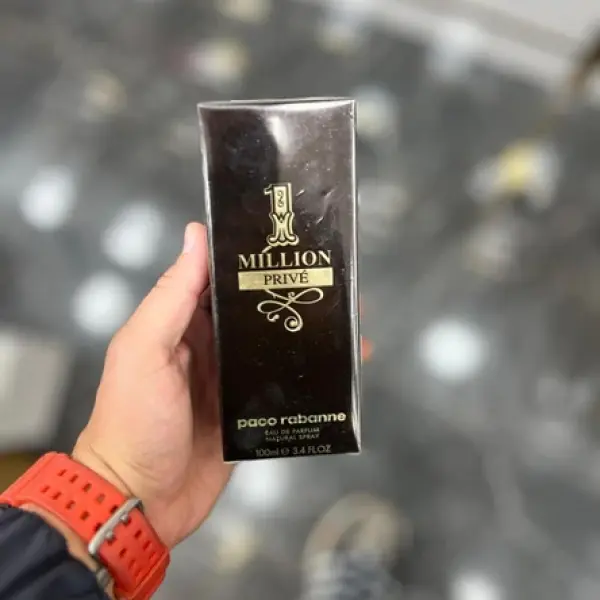 1
MILLION
PRIVÉ
paco rabanne
EAU DE PARFUM
NATURAL SPRAY
100ml e 3.4 FL.OZ